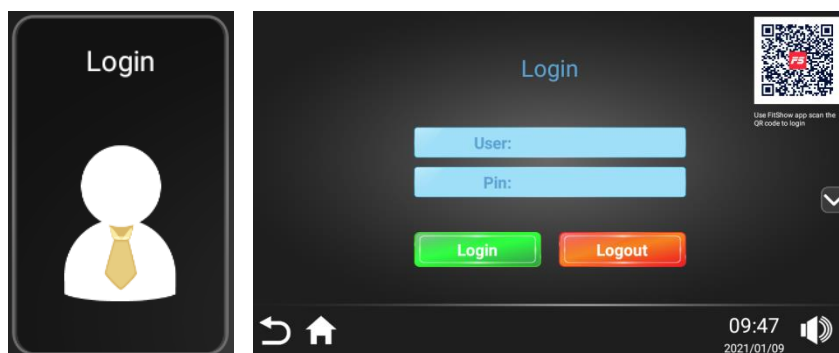 Login
Login
FS
Use FitShow app scan the
QR code to login
User:
Pin:
Login
Logout
09:47
2021/01/09